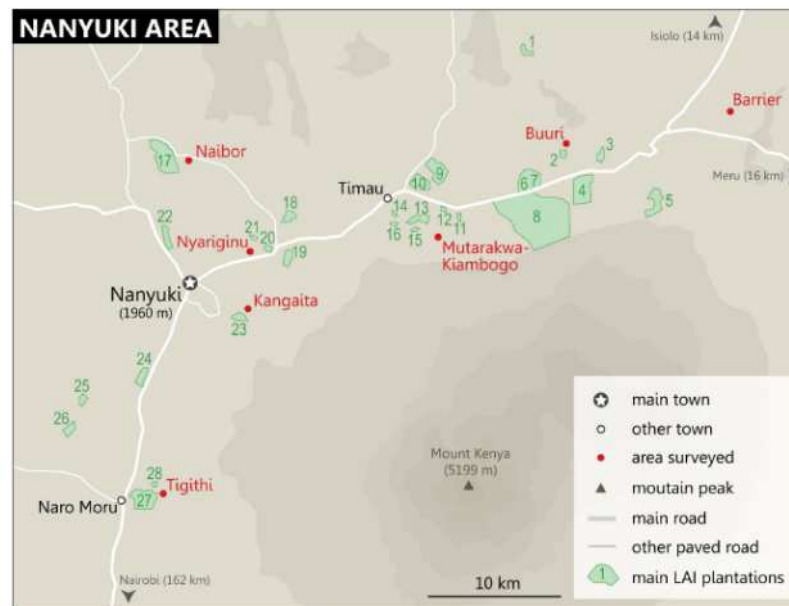 NANYUKI AREA
Isiolo (14 km)
1
Barrier
Buuri
2
3
Naibor
17
9
10
6
7
4
Meru (16 km)
Timau
5
18
14
13
12
11
8
22
21
20
16
15
Nyariginu
19
Mutarakwa-
Kiambogo
Nanyuki
(1960 m)
Kangaita
23
24
25
26
main town
other town
Mount Kenya
(5199 m)
area surveyed
28
Tigithi
27
moutain peak
Naro Moru
main road
other paved road
Nairobi (162 km)
10 km
1
main LAI plantations